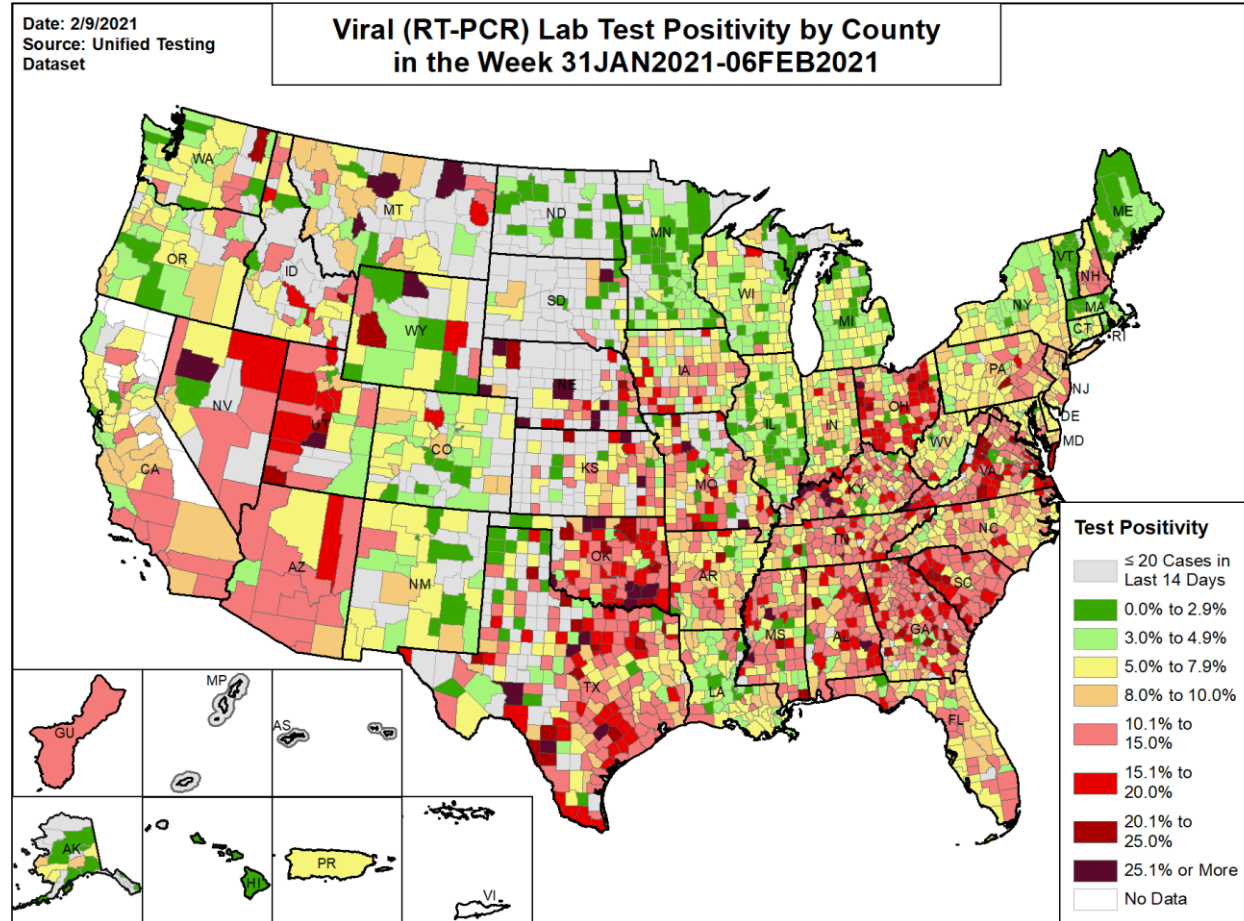 Date: 2/9/2021
Source: Unified Testing
Dataset
Viral (RT-PCR) Lab Test Positivity by County
in the Week 31JAN2021-06FEB2021
WA
MT
ND
MN
ME
OR
ID
SD
WI
MI
VT
NH
NY
MA
CT
RI
WY
NE
IA
PA
NJ
NV
UT
CO
IL
IN
OH
DE
MD
WV
CA
KS
MO
KY
VA
AZ
NM
OK
AR
TN
NC
SC
MS
AL
GA
TX
LA
FL
GU
MP
AS
AK
HI
PR
VI
Test Positivity
≤ 20 Cases in
Last 14 Days
0.0% to 2.9%
3.0% to 4.9%
5.0% to 7.9%
8.0% to 10.0%
10.1% to
15.0%
15.1% to
20.0%
20.1% to
25.0%
25.1% or More
No Data